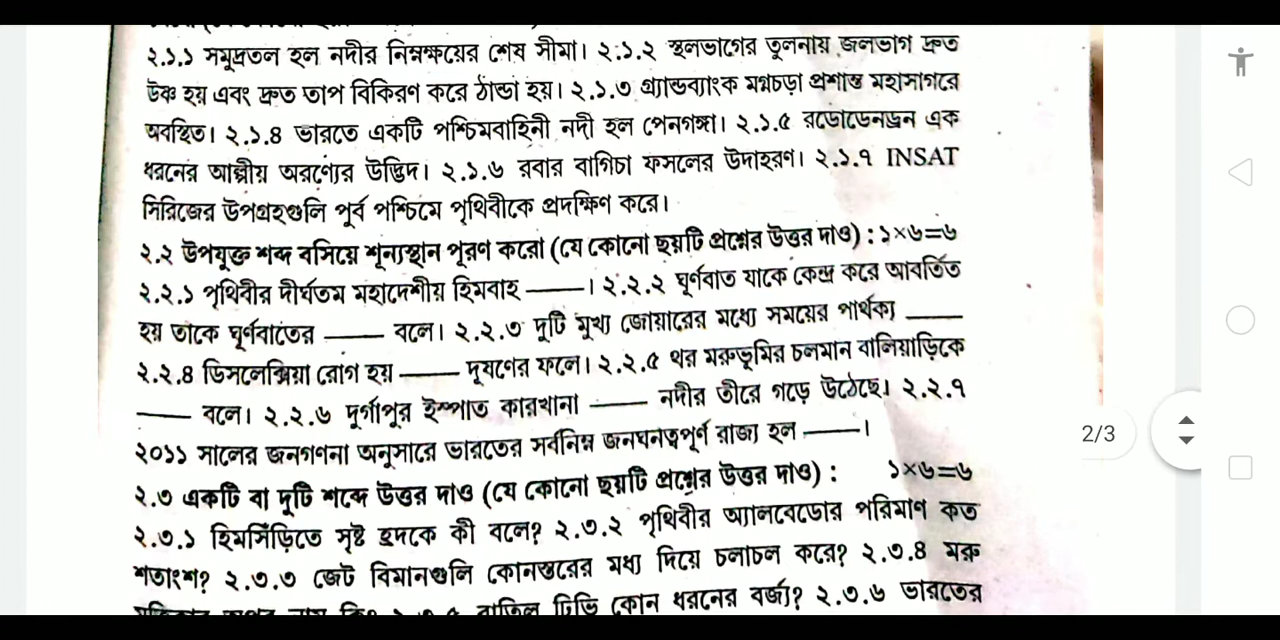 ২.১.১ সমুদ্রতল হল নদীর নিম্নক্ষয়ের শেষ সীমা। ২.১.২ স্থলভাগের তুলনায় জলভাগ দ্রুত
উষ্ণ হয় এবং দ্রুত তাপ বিকিরণ করে ঠান্ডা হয়। ২.১.৩ গ্র্যান্ডব্যাংক মগ্নচড়া প্রশান্ত মহাসাগরে
অবস্থিত। ২.১.৪ ভারতে একটি পশ্চিমবাহিনী নদী হল পেনগঙ্গা। ২.১.৫ রডোডেনড্রন এক
ধরনের আল্পীয় অরণ্যের উদ্ভিদ। ২.১.৬ রবার বাগিচা ফসলের উদাহরণ। ২.১.৭ INSAT
সিরিজের উপগ্রহগুলি পূর্ব পশ্চিমে পৃথিবীকে প্রদক্ষিণ করে।
২.২ উপযুক্ত শব্দ বসিয়ে শূন্যস্থান পূরণ করো (যে কোনো ছয়টি প্রশ্নের উত্তর দাও) : ১×৬=৬
২.২.১ পৃথিবীর দীর্ঘতম মহাদেশীয় হিমবাহ ——। ২.২.২ ঘূর্ণবাত যাকে কেন্দ্র করে আবর্তিত
হয় তাকে ঘূর্ণবাতের —— বলে। ২.২.৩ দুটি মুখ্য জোয়ারের মধ্যে সময়ের পার্থক্য ——
২.২.৪ ডিসলেক্সিয়া রোগ হয় —— দূষণের ফলে। ২.২.৫ থর মরুভূমির চলমান বালিয়াড়িকে
—— বলে। ২.২.৬ দুর্গাপুর ইস্পাত কারখানা —— নদীর তীরে গড়ে উঠেছে। ২.২.৭
২০১১ সালের জনগণনা অনুসারে ভারতের সর্বনিম্ন জনঘনত্বপূর্ণ রাজ্য হল ——।
২.৩ একটি বা দুটি শব্দে উত্তর দাও (যে কোনো ছয়টি প্রশ্নের উত্তর দাও) : ১×৬=৬
২.৩.১ হিমসিঁড়িতে সৃষ্ট হ্রদকে কী বলে? ২.৩.২ পৃথিবীর অ্যালবেডোর পরিমাণ কত
শতাংশ? ২.৩.৩ জেট বিমানগুলি কোনস্তরের মধ্য দিয়ে চলাচল করে? ২.৩.৪ মরু
বাতিল টিভি কোন ধরনের বর্জ্য? ২.৩.৬ ভারতের
2/3